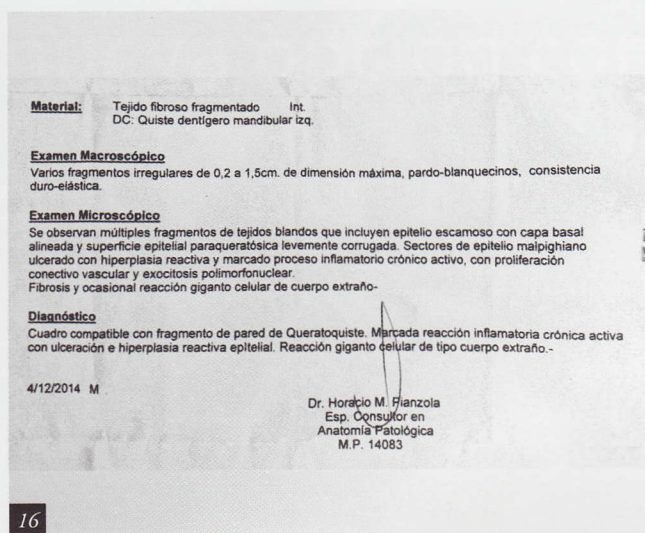 Material: Tejido fibroso fragmentado Int.
DC: Quiste dentígero mandibular izq.
Examen Macroscópico
Varios fragmentos irregulares de 0,2 a 1,5cm. de dimensión máxima, pardo-blanquecinos, consistencia
duro-elástica.
Examen Microscópico
Se observan múltiples fragmentos de tejidos blandos que incluyen epitelio escamoso con capa basal
alineada y superficie epitelial paraqueratósica levemente corrugada. Sectores de epitelio malpighiano
ulcerado con hiperplasia reactiva y marcado proceso inflamatorio crónico activo, con proliferación
conectivo vascular y exocitosis polimorfonuclear.
Fibrosis y ocasional reacción giganto celular de cuerpo extraño-
Diagnóstico
Cuadro compatible con fragmento de pared de Queratoquiste. Marcada reacción inflamatoria crónica activa
con ulceración e hiperplasia reactiva epitelial. Reacción giganto celular de tipo cuerpo extraño.-
4/12/2014 M
Dr. Horacio M. Pianzola
Esp. Consultor en
Anatomía Patológica
M.P. 14083
16